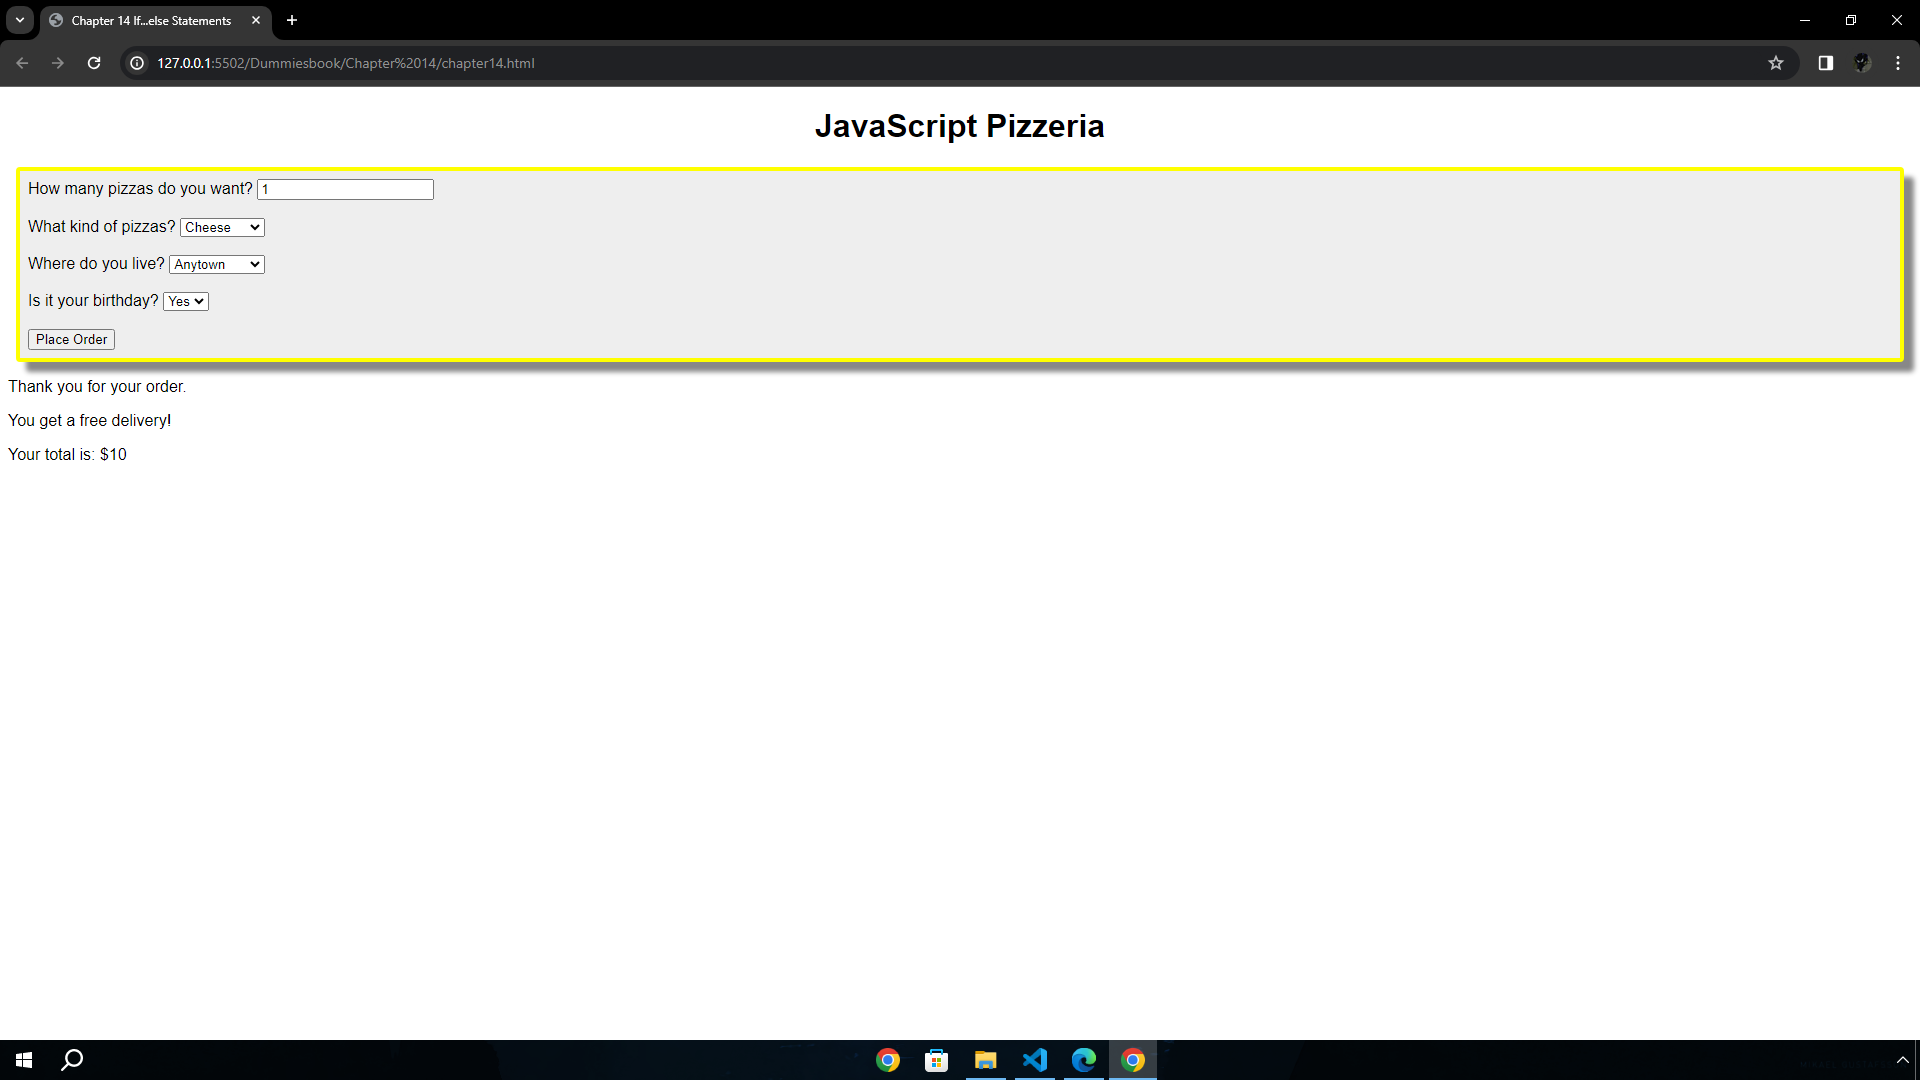 Chapter 14 If...else Statements
127.0.0.1:5502/Dummiesbook/Chapter%2014/chapter14.html
JavaScript Pizzeria
How many pizzas do you want? 1
What kind of pizzas? Cheese
Where do you live? Anytown
Is it your birthday? Yes
Place Order
Thank you for your order.
You get a free delivery!
Your total is: $10